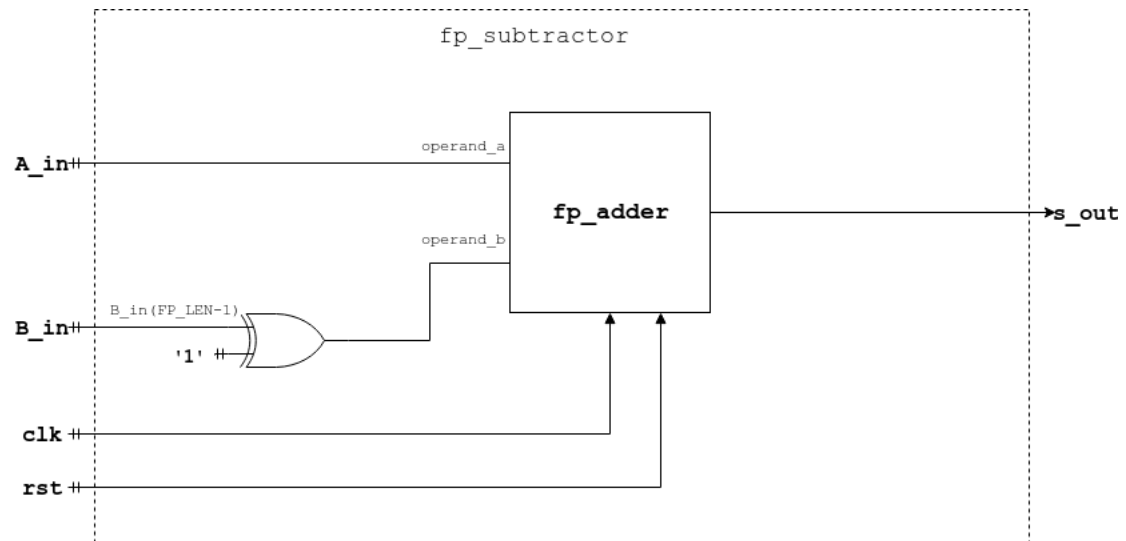 fp_subtractor
operand_a
A_in
fp_adder
s_out
operand_b
B_in(FP_LEN-1)
B_in
'1'
clk
rst